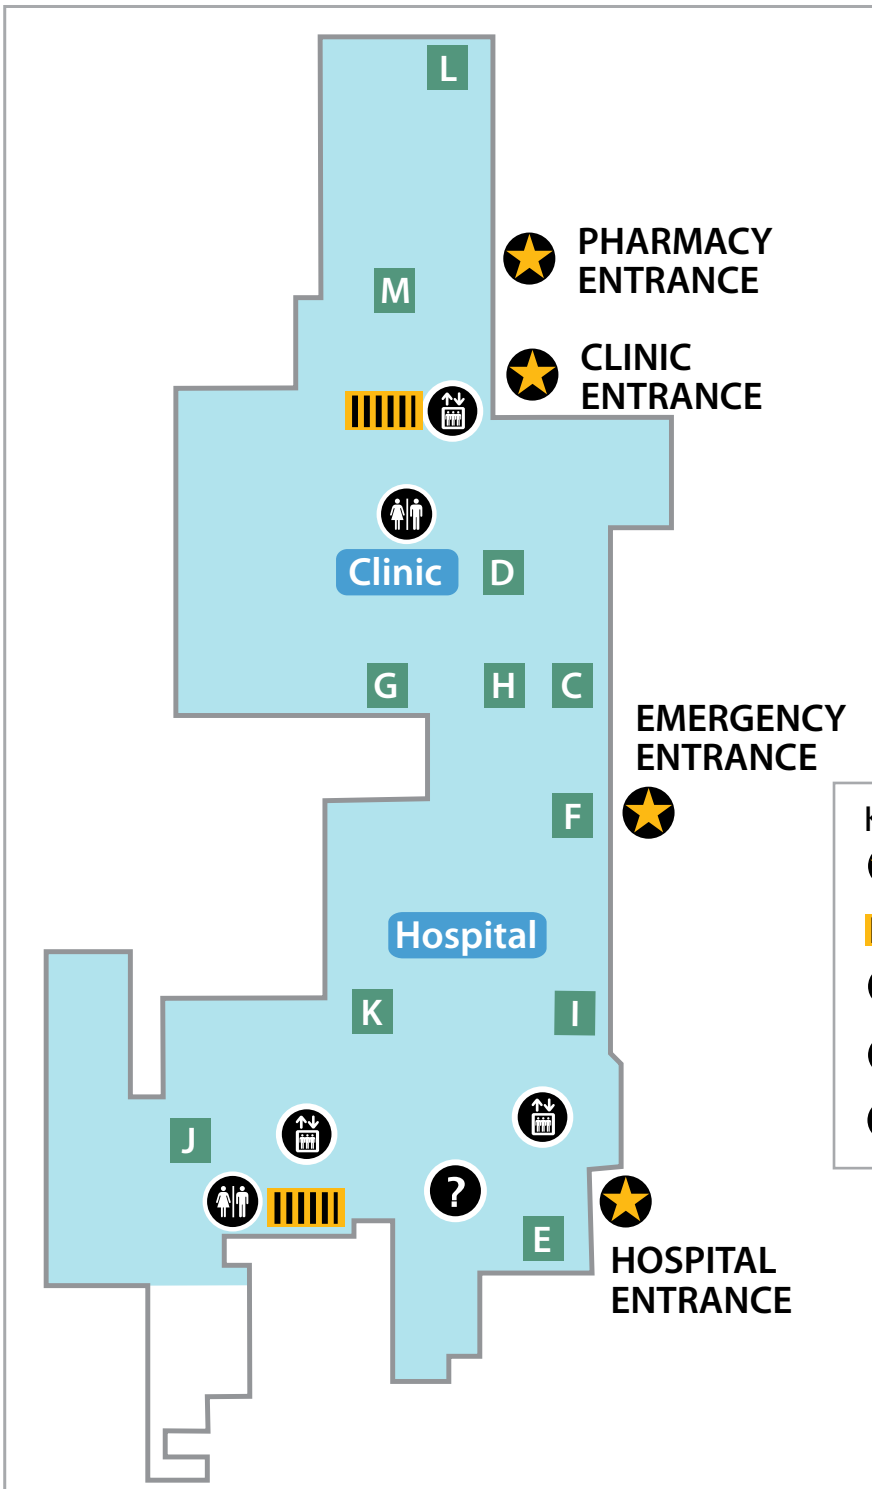 L
PHARMACY
ENTRANCE
M
CLINIC
ENTRANCE
Clinic
D
G
H
C
EMERGENCY
ENTRANCE
F
Hospital
K
I
J
?
E
HOSPITAL
ENTRANCE